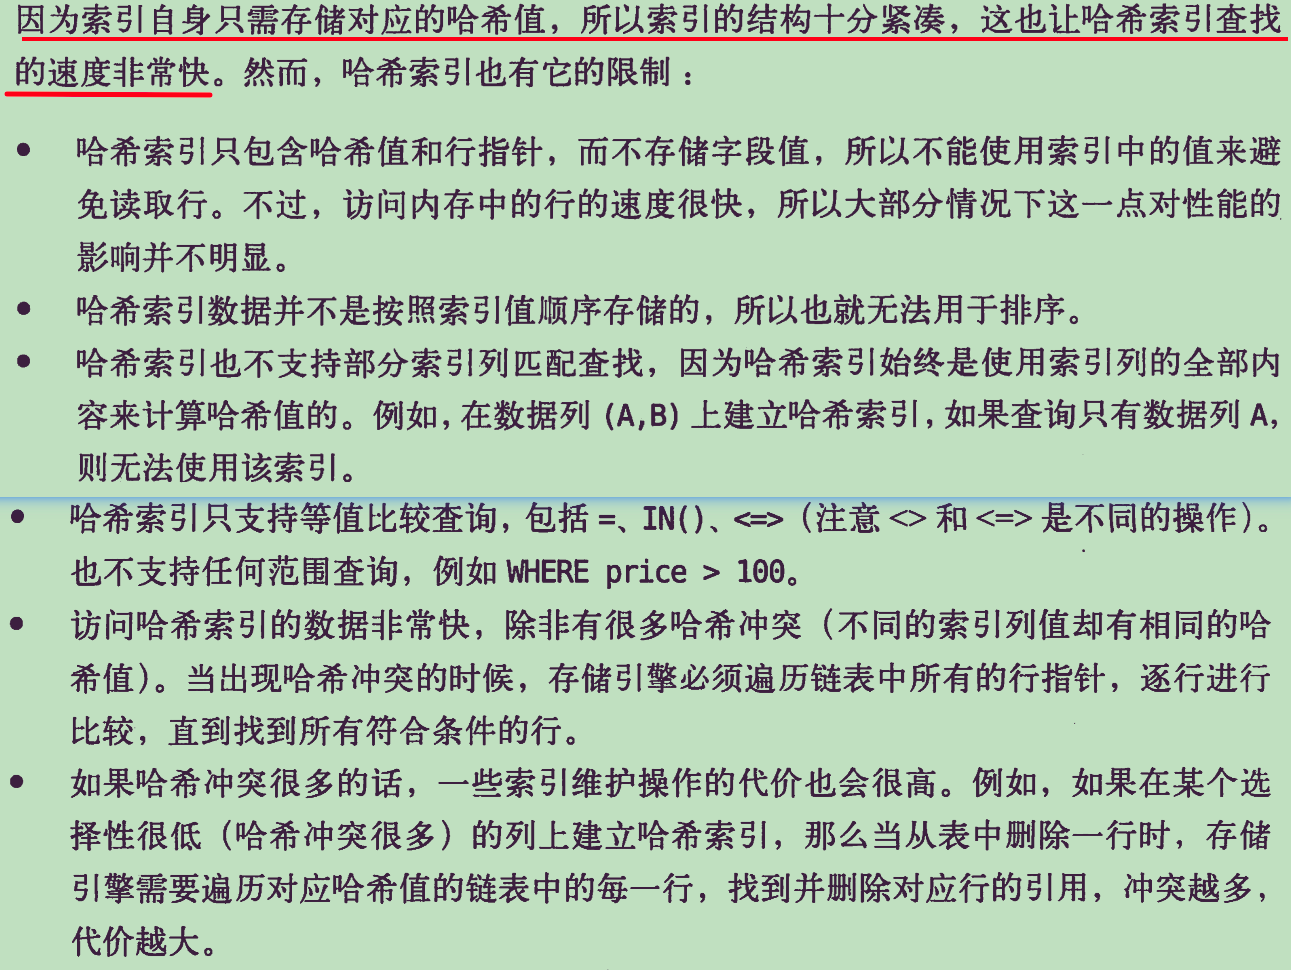 因为索引自身只需存储对应的哈希值，所以索引的结构十分紧凑，这也让哈希索引查找
的速度非常快。然而，哈希索引也有它的限制：
● 哈希索引只包含哈希值和行指针，而不存储字段值，所以不能使用索引中的值来避
免读取行。不过，访问内存中的行的速度很快，所以大部分情况下这一点对性能的
影响并不明显。
● 哈希索引数据并不是按照索引值顺序存储的，所以也就无法用于排序。
● 哈希索引也不支持部分索引列匹配查找，因为哈希索引始终是使用索引列的全部内
容来计算哈希值的。例如，在数据列 (A,B) 上建立哈希索引，如果查询只有数据列 A，
则无法使用该索引。
● 哈希索引只支持等值比较查询，包括 =、IN()、<=>（注意 <> 和 <=> 是不同的操作）。
也不支持任何范围查询，例如 WHERE price > 100。
● 访问哈希索引的数据非常快，除非有很多哈希冲突（不同的索引列值却有相同的哈
希值）。当出现哈希冲突的时候，存储引擎必须遍历链表中所有的行指针，逐行进行
比较，直到找到所有符合条件的行。
● 如果哈希冲突很多的话，一些索引维护操作的代价也会很高。例如，如果在某个选
择性很低（哈希冲突很多）的列上建立哈希索引，那么当从表中删除一行时，存储
引擎需要遍历对应哈希值的链表中的每一行，找到并删除对应行的引用，冲突越多，
代价越大。